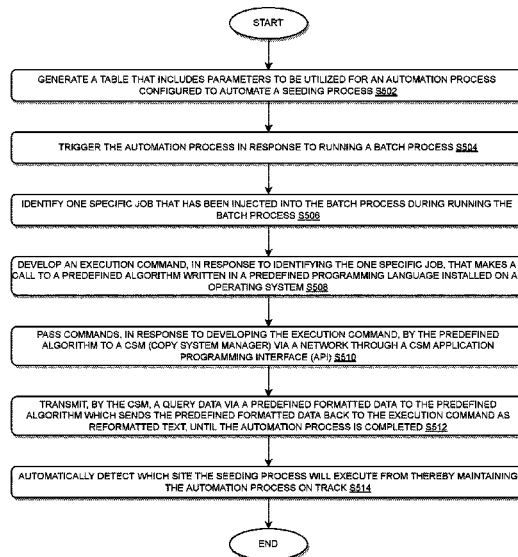 START
GENERATE A TABLE THAT INCLUDES PARAMETERS TO BE UTILIZED FOR AN AUTOMATION PROCESS
CONFIGURED TO AUTOMATE A SEEDING PROCESS S502
TRIGGER THE AUTOMATION PROCESS IN RESPONSE TO RUNNING A BATCH PROCESS S504
IDENTIFY ONE SPECIFIC JOB THAT HAS BEEN INJECTED INTO THE BATCH PROCESS DURING RUNNING THE
BATCH PROCESS S506
DEVELOP AN EXECUTION COMMAND, IN RESPONSE TO IDENTIFYING THE ONE SPECIFIC JOB, THAT MAKES A
CALL TO A PREDEFINED ALGORITHM WRITTEN IN A PREDEFINED PROGRAMMING LANGUAGE INSTALLED ON A
OPERATING SYSTEM S508
PASS COMMANDS, IN RESPONSE TO DEVELOPING THE EXECUTION COMMAND, BY THE PREDEFINED
ALGORITHM TO A CSM (COPY SYSTEM MANAGER) VIA A NETWORK THROUGH A CSM APPLICATION
PROGRAMMING INTERFACE (API) S510
TRANSMIT, BY THE CSM, A QUERY DATA VIA A PREDEFINED FORMATTED DATA TO THE PREDEFINED
ALGORITHM WHICH SENDS THE PREDEFINED FORMATTED DATA BACK TO THE EXECUTION COMMAND AS
REFORMATTED TEXT, UNTIL THE AUTOMATION PROCESS IS COMPLETED S512
AUTOMATICALLY DETECT WHICH SITE THE SEEDING PROCESS WILL EXECUTE FROM THEREBY MAINTAINING
THE AUTOMATION PROCESS ON TRACK S514
END